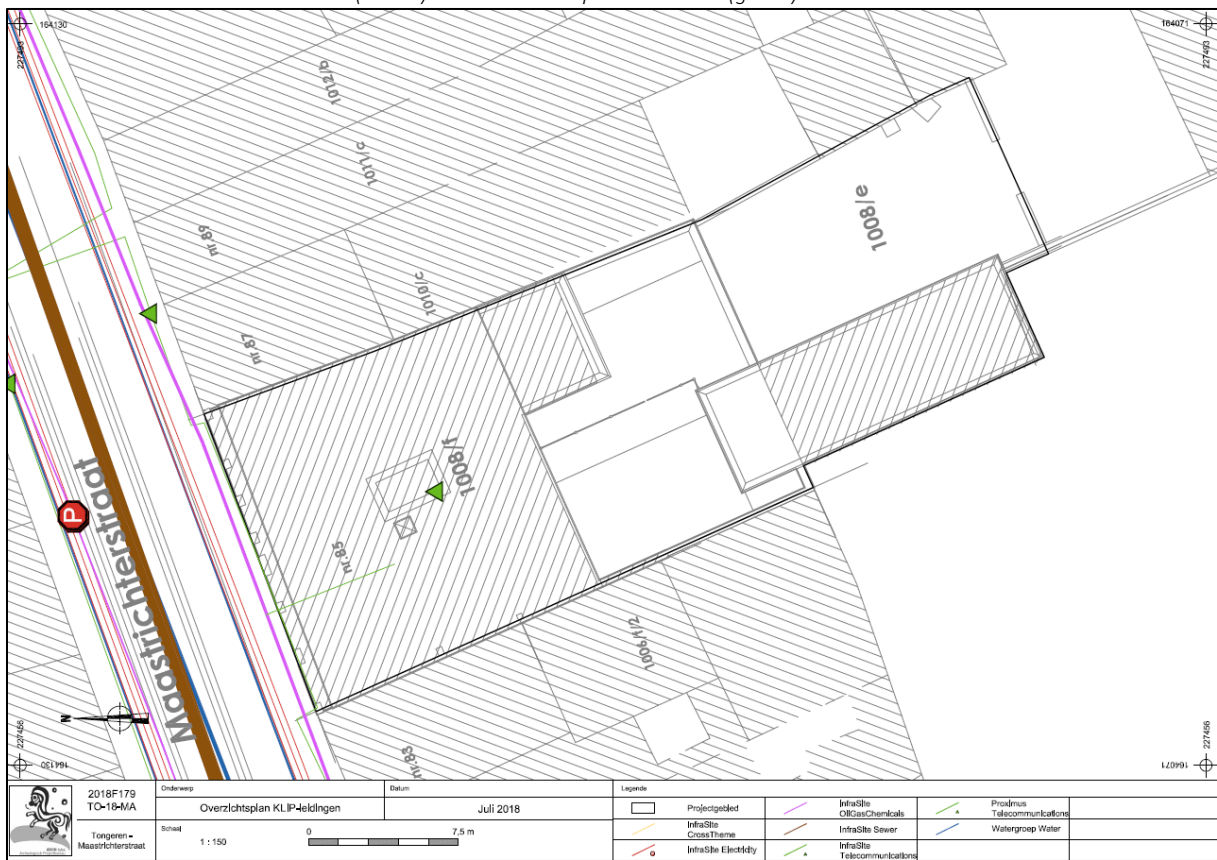 164130
227493
164071
227493
1012/b
1011/c
nr.89
1010/c
nr.87
1008/e
1008/f
nr.85
P
Maastrichterstraat
1006/1/2
nr.83
N
227456
164130
227456
164071
2018F179
TO-18-MA
Tongeren -
Maastrichterstraat
Onderwerp
Overzichtsplan KLIP-leidingen
Datum
Juli 2018
Schaal
1 : 150
0
7,5 m
Legende
Projectgebied
InfraSite
CrossTheme
InfraSite Electricity
InfraSite
OilGasChemicals
InfraSite Sewer
InfraSite
Telecommunications
Proximus
Telecommunications
Watergroep Water